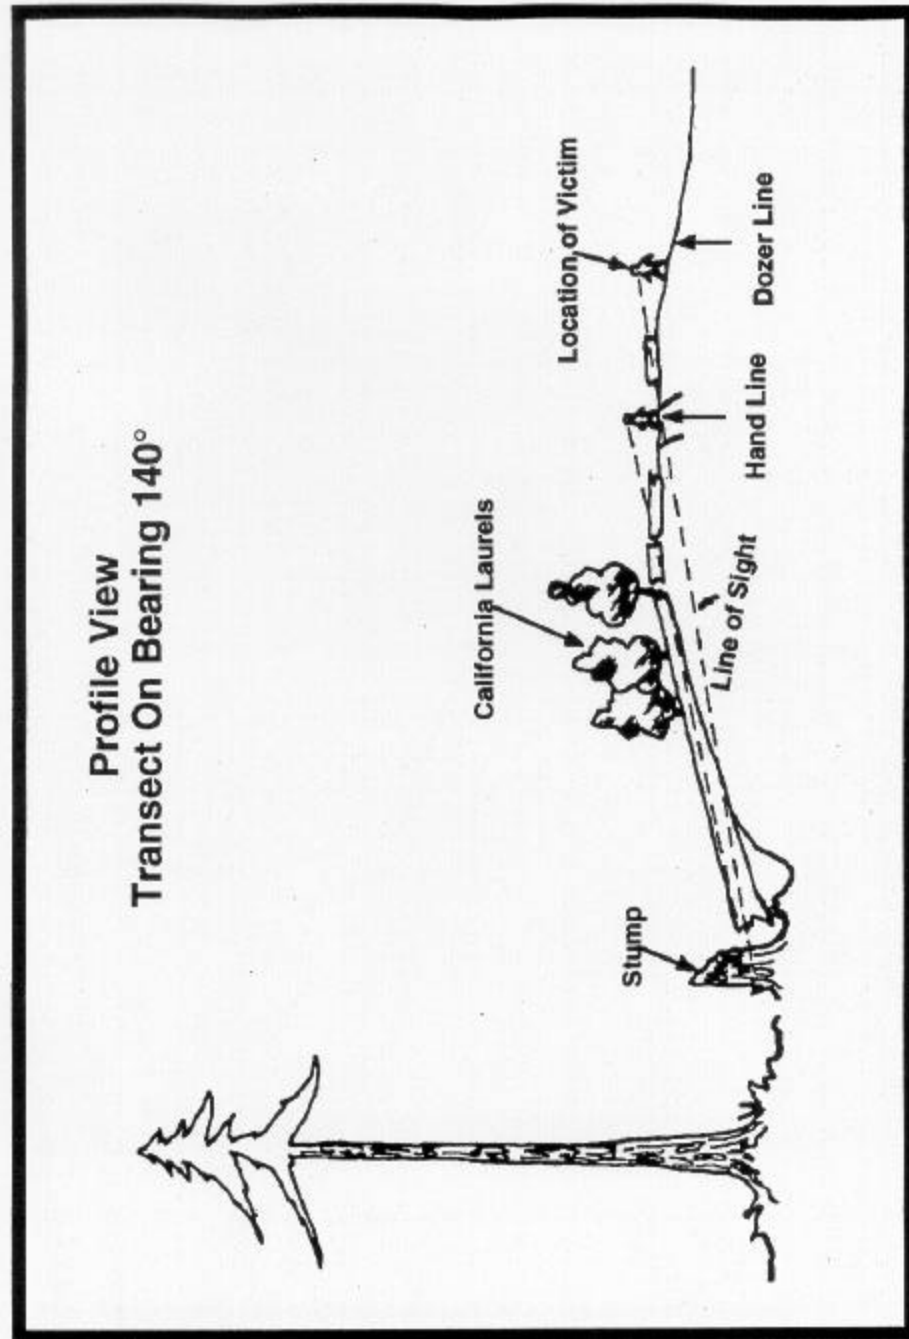 Profile View
Transect On Bearing 140°
California Laurels
Location of Victim
Stump
Line of Sight
Hand Line
Dozer Line